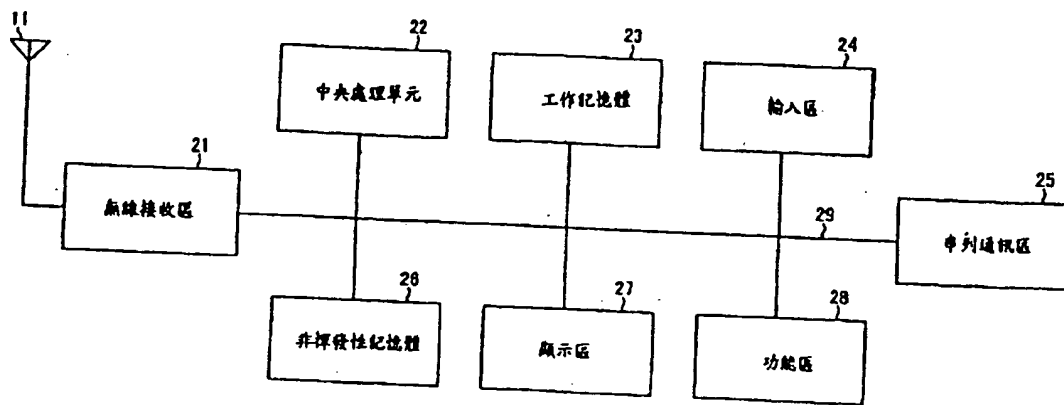 11
22
中央處理單元
23
工作記憶體
24
輸入區
21
無線接收區
25
串列通訊區
29
26
非揮發性記憶體
27
顯示區
28
功能區